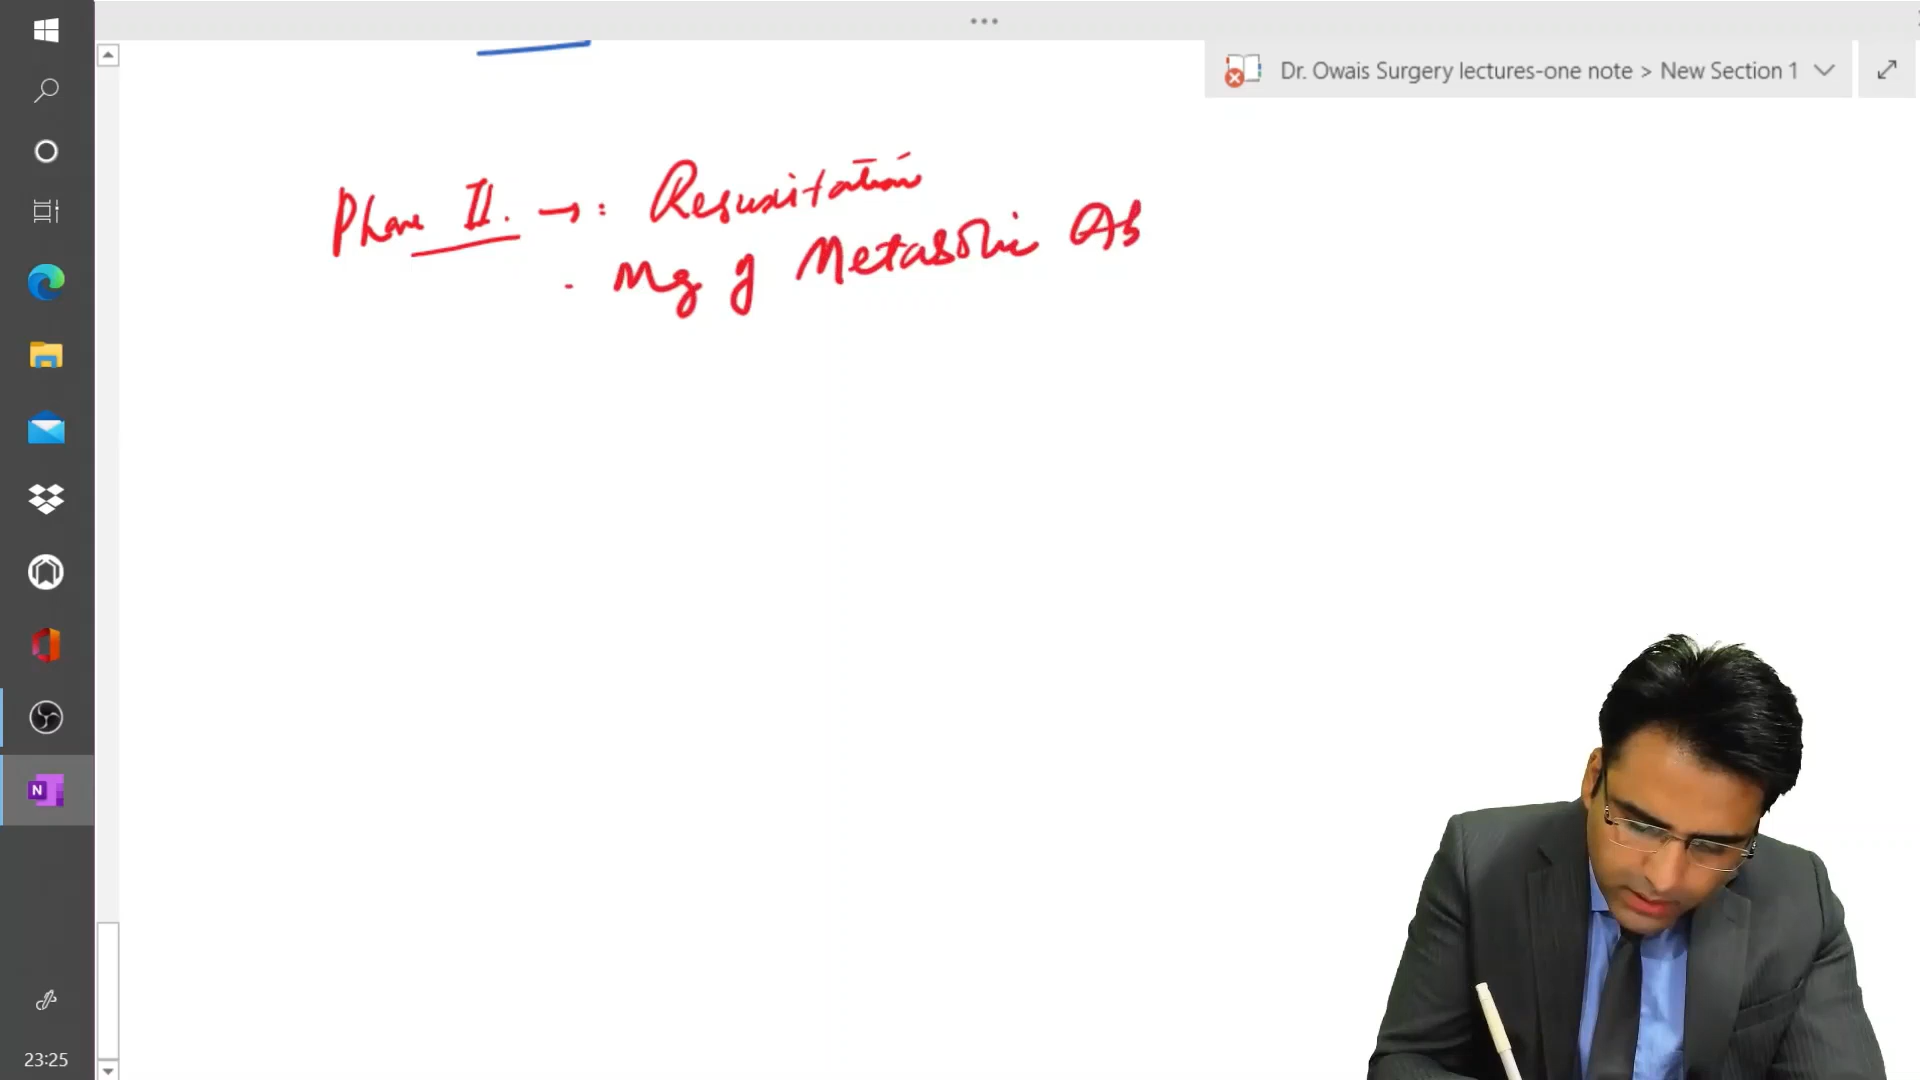 Dr. Owais Surgery lectures-one note > New Section 1
Phase II. → : Resuscitation
. Mg of Metabolic Ab
N
23:25